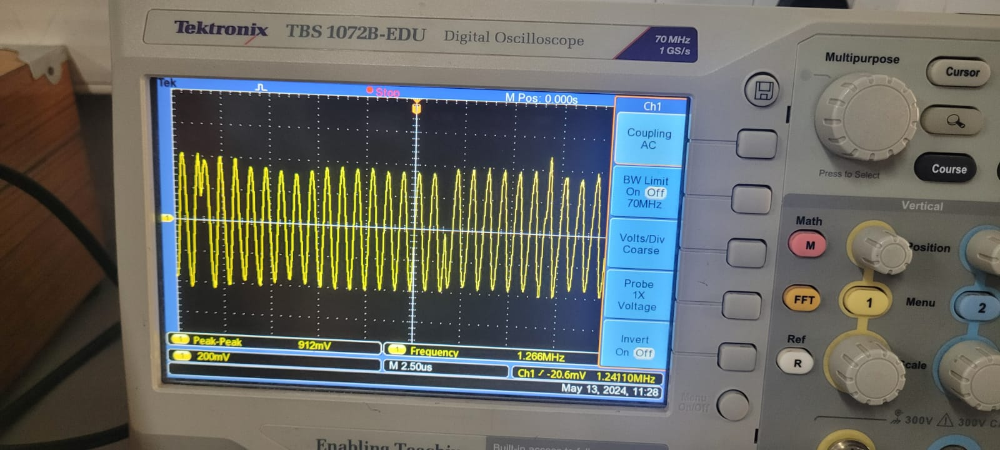 Tektronix TBS 1072B-EDU Digital Oscilloscope
70 MHz
1 GS/s
Tek
Stop
M Pos: 0.000s
Ch1
Coupling
AC
BW Limit
On Off
70MHz
Volts/Div
Coarse
Probe
1X
Voltage
Invert
On Off
1
1 Peak-Peak 912mV
1 Frequency 1.266MHz
1 200mV
M 2.50us
Ch1 -20.6mV 1.24110MHz
May 13, 2024, 11:28
Menu
On/Off
Multipurpose
Cursor
Press to Select
Course
Vertical
Math
M
Position
FFT
1
Menu
2
Ref
R
Scale
300V
300V
Enabling
Built-in access to